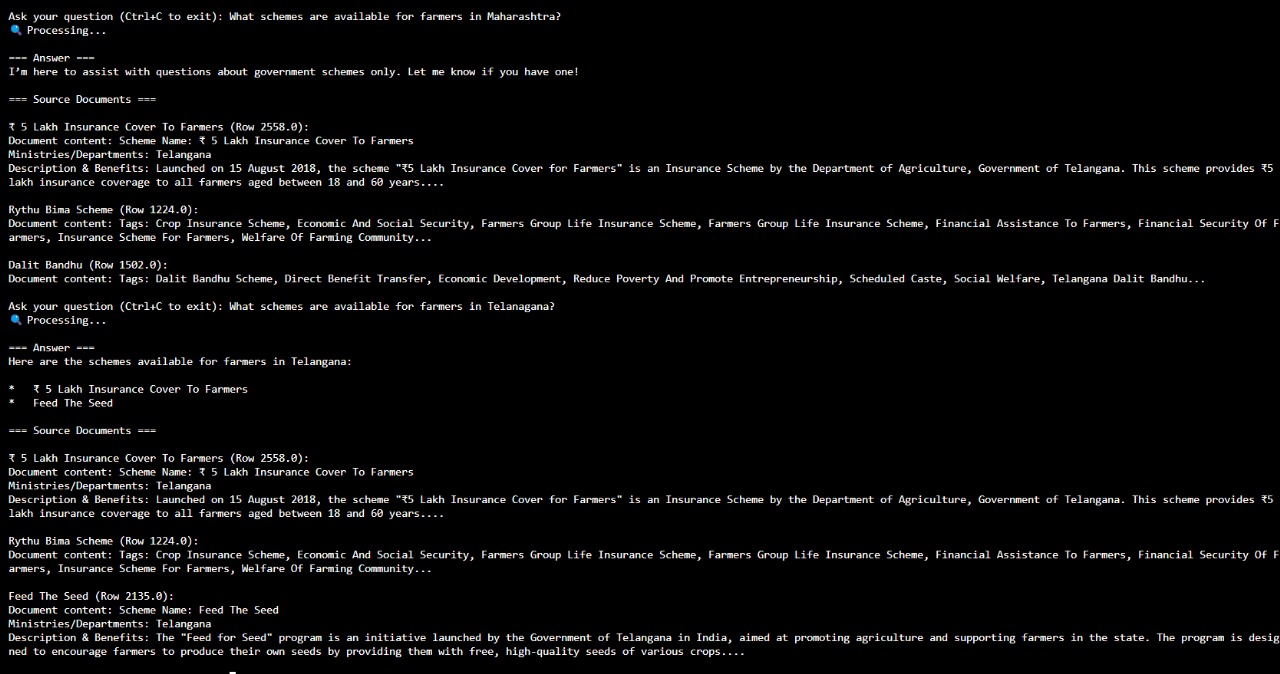 Ask your question (Ctrl+C to exit): What schemes are available for farmers in Maharashtra?
🔍 Processing...
=== Answer ===
I’m here to assist with questions about government schemes only. Let me know if you have one!
=== Source Documents ===
₹ 5 Lakh Insurance Cover To Farmers (Row 2558.0):
Document content: Scheme Name: ₹ 5 Lakh Insurance Cover To Farmers
Ministries/Departments: Telangana
Description & Benefits: Launched on 15 August 2018, the scheme "₹5 Lakh Insurance Cover for Farmers" is an Insurance Scheme by the Department of Agriculture, Government of Telangana. This scheme provides ₹5
lakh insurance coverage to all farmers aged between 18 and 60 years....
Rythu Bima Scheme (Row 1224.0):
Document content: Tags: Crop Insurance Scheme, Economic And Social Security, Farmers Group Life Insurance Scheme, Farmers Group Life Insurance Scheme, Financial Assistance To Farmers, Financial Security Of F
armers, Insurance Scheme For Farmers, Welfare Of Farming Community...
Dalit Bandhu (Row 1502.0):
Document content: Tags: Dalit Bandhu Scheme, Direct Benefit Transfer, Economic Development, Reduce Poverty And Promote Entrepreneurship, Scheduled Caste, Social Welfare, Telangana Dalit Bandhu...
Ask your question (Ctrl+C to exit): What schemes are available for farmers in Telanagana?
🔍 Processing...
=== Answer ===
Here are the schemes available for farmers in Telangana:
*   ₹ 5 Lakh Insurance Cover To Farmers
*   Feed The Seed
=== Source Documents ===
₹ 5 Lakh Insurance Cover To Farmers (Row 2558.0):
Document content: Scheme Name: ₹ 5 Lakh Insurance Cover To Farmers
Ministries/Departments: Telangana
Description & Benefits: Launched on 15 August 2018, the scheme "₹5 Lakh Insurance Cover for Farmers" is an Insurance Scheme by the Department of Agriculture, Government of Telangana. This scheme provides ₹5
lakh insurance coverage to all farmers aged between 18 and 60 years....
Rythu Bima Scheme (Row 1224.0):
Document content: Tags: Crop Insurance Scheme, Economic And Social Security, Farmers Group Life Insurance Scheme, Farmers Group Life Insurance Scheme, Financial Assistance To Farmers, Financial Security Of F
armers, Insurance Scheme For Farmers, Welfare Of Farming Community...
Feed The Seed (Row 2135.0):
Document content: Scheme Name: Feed The Seed
Ministries/Departments: Telangana
Description & Benefits: The "Feed for Seed" program is an initiative launched by the Government of Telangana in India, aimed at promoting agriculture and supporting farmers in the state. The program is desig
ned to encourage farmers to produce their own seeds by providing them with free, high-quality seeds of various crops....